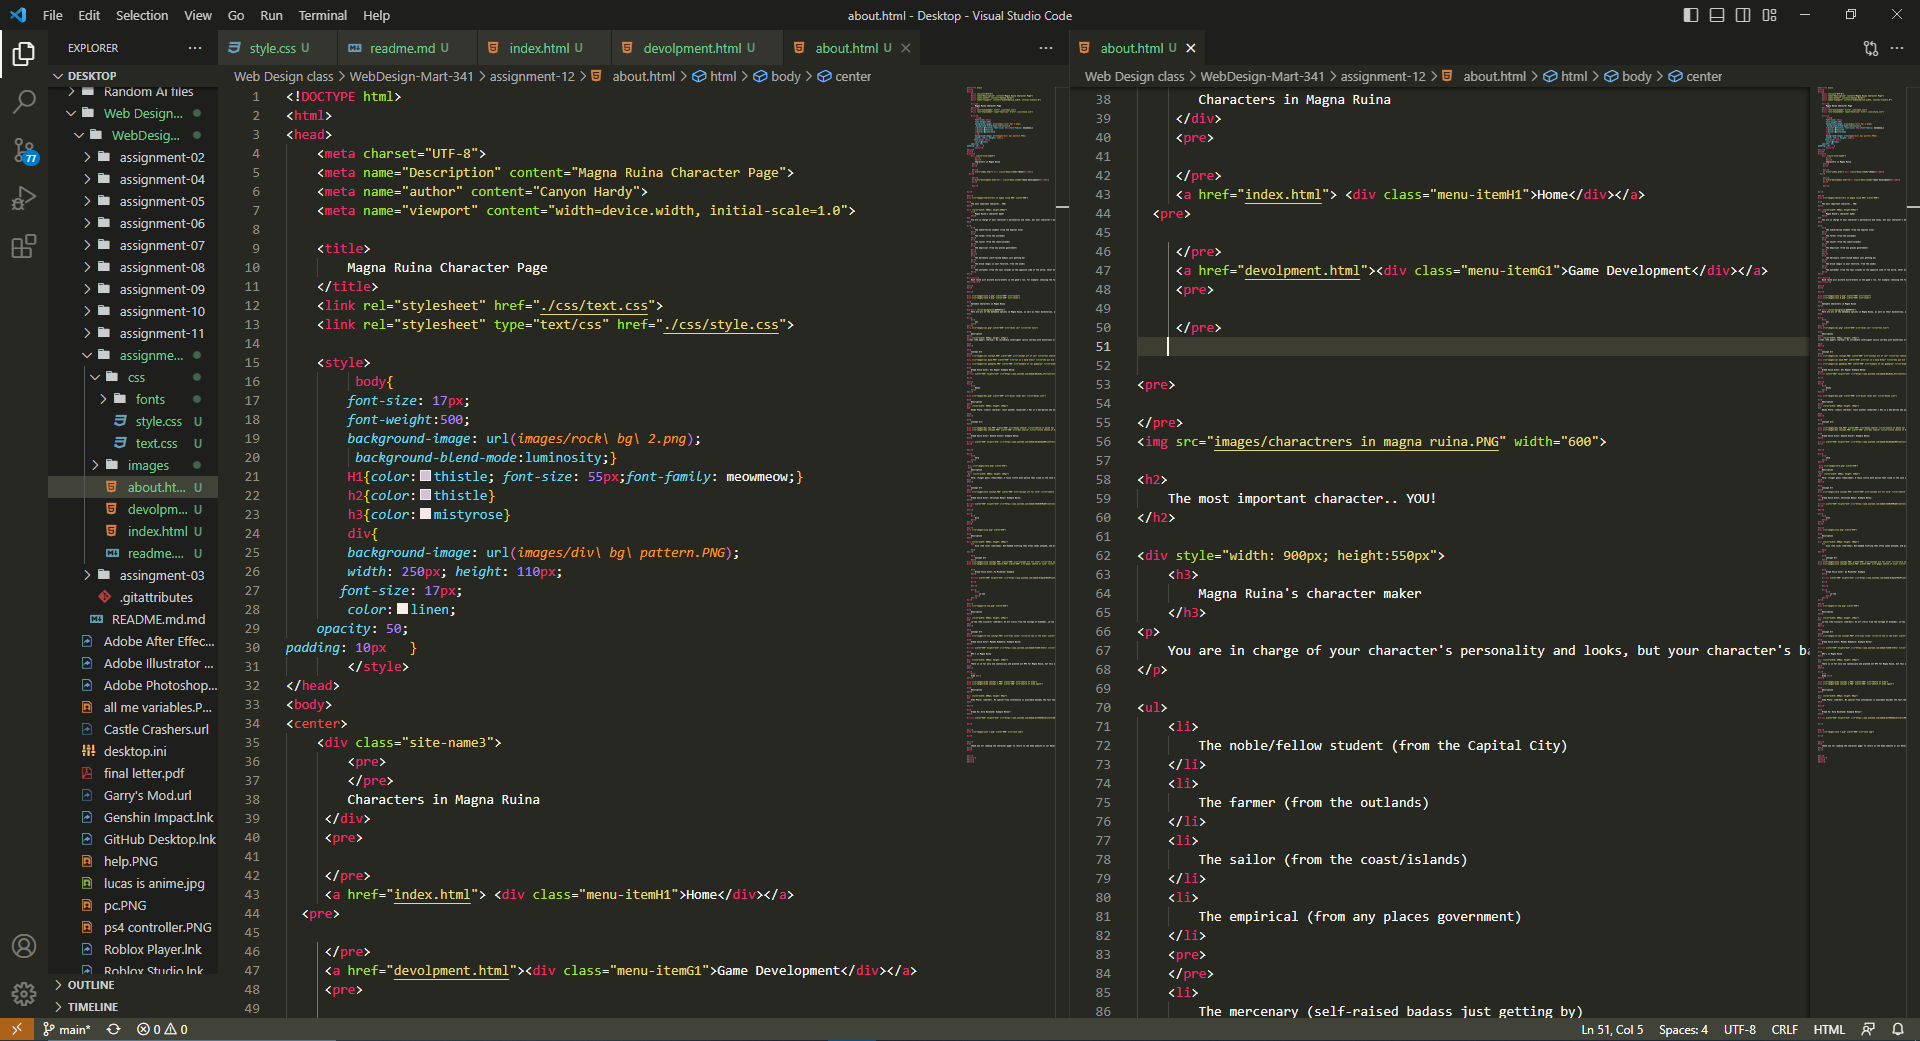 File Edit Selection View Go Run Terminal Help
about.html - Desktop - Visual Studio Code
EXPLORER
style.css U
readme.md U
index.html U
devolpment.html U
about.html U
about.html U
DESKTOP
Random Ai files
Web Design...
WebDesig...
assignment-02
assignment-04
assignment-05
assignment-06
assignment-07
assignment-08
assignment-09
assignment-10
assignment-11
assignme...
css
fonts
style.css U
text.css U
images
about.ht... U
devolpm... U
index.html U
readme.... U
assingment-03
.gitattributes
README.md.md
Adobe After Effec...
Adobe Illustrator ...
Adobe Photoshop...
all me variables.P...
Castle Crashers.url
desktop.ini
final letter.pdf
Garry's Mod.url
Genshin Impact.lnk
GitHub Desktop.lnk
help.PNG
lucas is anime.jpg
pc.PNG
ps4 controller.PNG
Roblox Player.lnk
Roblox Studio.lnk
OUTLINE
TIMELINE
77
Web Design class > WebDesign-Mart-341 > assignment-12 > about.html > html > body > center
1 <!DOCTYPE html>
2 <html>
3 <head>
4 <meta charset="UTF-8">
5 <meta name="Description" content="Magna Ruina Character Page">
6 <meta name="author" content="Canyon Hardy">
7 <meta name="viewport" content="width=device.width, initial-scale=1.0">
8
9 <title>
10 Magna Ruina Character Page
11 </title>
12 <link rel="stylesheet" href="./css/text.css">
13 <link rel="stylesheet" type="text/css" href="./css/style.css">
14
15 <style>
16 body{
17 font-size: 17px;
18 font-weight:500;
19 background-image: url(images/rock\ bg\ 2.png);
20 background-blend-mode:luminosity;}
21 H1{color:thistle; font-size: 55px;font-family: meowmeow;}
22 h2{color:thistle}
23 h3{color:mistyrose}
24 div{
25 background-image: url(images/div\ bg\ pattern.PNG);
26 width: 250px; height: 110px;
27 font-size: 17px;
28 color:linen;
29 opacity: 50;
30 padding: 10px }
31 </style>
32 </head>
33 <body>
34 <center>
35 <div class="site-name3">
36 <pre>
37 </pre>
38 Characters in Magna Ruina
39 </div>
40 <pre>
41
42 </pre>
43 <a href="index.html"> <div class="menu-itemH1">Home</div></a>
44 <pre>
45
46 </pre>
47 <a href="devolpment.html"><div class="menu-itemG1">Game Development</div></a>
48 <pre>
49
Web Design class > WebDesign-Mart-341 > assignment-12 > about.html > html > body > center
38 Characters in Magna Ruina
39 </div>
40 <pre>
41
42 </pre>
43 <a href="index.html"> <div class="menu-itemH1">Home</div></a>
44 <pre>
45
46 </pre>
47 <a href="devolpment.html"><div class="menu-itemG1">Game Development</div></a>
48 <pre>
49
50 </pre>
51
52
53 <pre>
54
55 </pre>
56 <img src="images/charactrers in magna ruina.PNG" width="600">
57
58 <h2>
59 The most important character.. YOU!
60 </h2>
61
62 <div style="width: 900px; height:550px">
63 <h3>
64 Magna Ruina's character maker
65 </h3>
66 <p>
67 You are in charge of your character's personality and looks, but your character's ba
68 </p>
69
70 <ul>
71 <li>
72 The noble/fellow student (from the Capital City)
73 </li>
74 <li>
75 The farmer (from the outlands)
76 </li>
77 <li>
78 The sailor (from the coast/islands)
79 </li>
80 <li>
81 The empirical (from any places government)
82 </li>
83 <pre>
84 </pre>
85 <li>
86 The mercenary (self-raised badass just getting by)
main* 0 0
Ln 51, Col 5 Spaces: 4 UTF-8 CRLF HTML